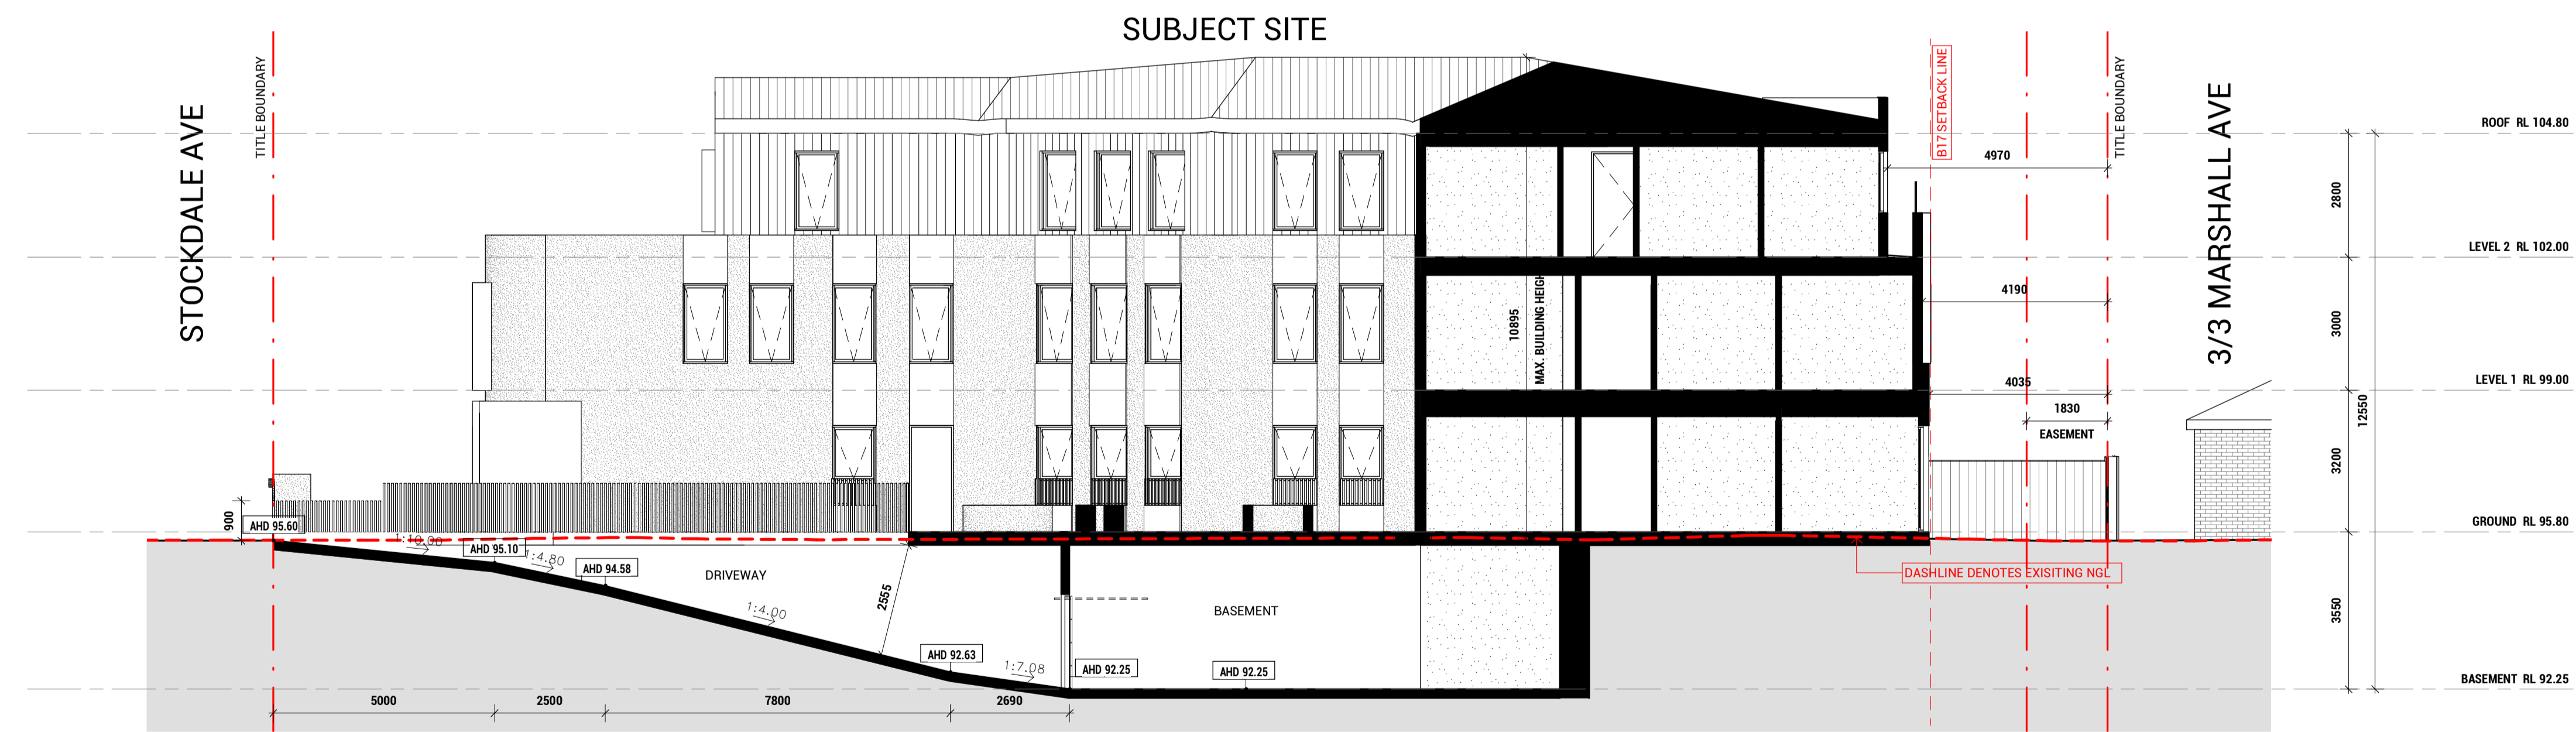 SUBJECT SITE
STOCKDALE AVE
TITLE BOUNDARY
B17 SETBACK LINE
TITLE BOUNDARY
3/3 MARSHALL AVE
ROOF RL 104.80
4970
2800
LEVEL 2 RL 102.00
4190
10895
MAX. BUILDING HEIGH
3000
LEVEL 1 RL 99.00
4035
1830
EASEMENT
12550
3200
900
AHD 95.60
GROUND RL 95.80
1:10.00
AHD 95.10
1:4.80
AHD 94.58
DRIVEWAY
DASHLINE DENOTES EXISITING NGL
1:4.00
2555
BASEMENT
3550
AHD 92.63
1:7.08
AHD 92.25
AHD 92.25
BASEMENT RL 92.25
5000
2500
7800
2690